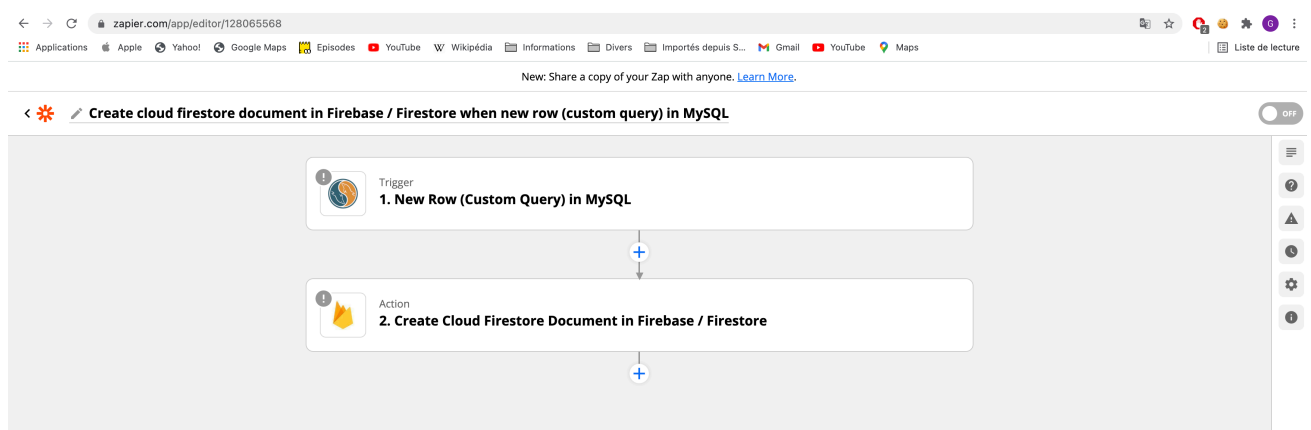 zapier.com/app/editor/128065568
G
2
Applications Apple Yahoo! Google Maps Episodes YouTube Wikipédia Informations Divers Importés depuis S... Gmail YouTube Maps Liste de lecture
New: Share a copy of your Zap with anyone. Learn More.
Create cloud firestore document in Firebase / Firestore when new row (custom query) in MySQL OFF
Trigger
1. New Row (Custom Query) in MySQL
Action
2. Create Cloud Firestore Document in Firebase / Firestore